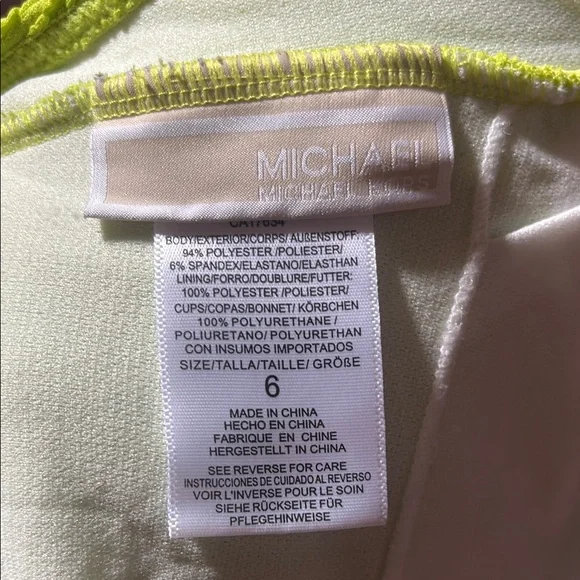 MICHAEL
MICHAEL KORS
CA17634
BODY/EXTERIOR/CORPS/ AUßENSTOFF
94% POLYESTER /POLIESTER/
6% SPANDEX/ELASTANO/ELASTHAN
LINING/FORRO/DOUBLURE/FUTTER:
100% POLYESTER /POLIESTER/
CUPS/COPAS/BONNET/ KÖRBCHEN
100% POLYURETHANE /
POLIURETANO/ POLYURETHAN
CON INSUMOS IMPORTADOS
SIZE/TALLA/TAILLE/ GRÖßE
6
MADE IN CHINA
HECHO EN CHINA
FABRIQUE EN CHINE
HERGESTELLT IN CHINA
SEE REVERSE FOR CARE
INSTRUCCIONES DE CUIDADO AL REVERSO
VOIR L'INVERSE POUR LE SOIN
SIEHE RÜCKSEITE FÜR
PFLEGEHINWEISE